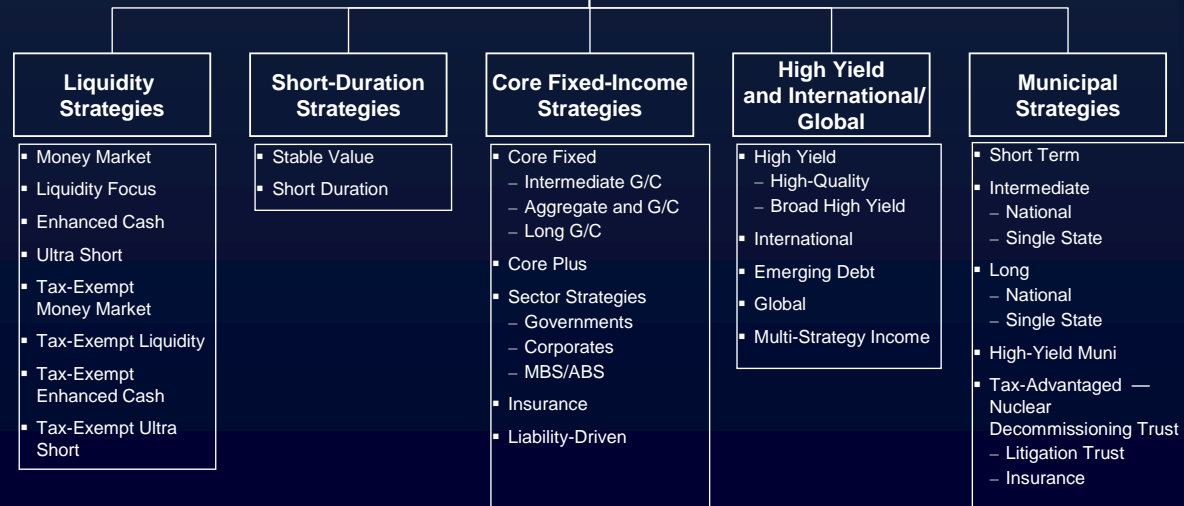 Liquidity
Strategies
▪ Money Market
▪ Liquidity Focus
▪ Enhanced Cash
▪ Ultra Short
▪ Tax-Exempt
Money Market
▪ Tax-Exempt Liquidity
▪ Tax-Exempt
Enhanced Cash
▪ Tax-Exempt Ultra
Short
Short-Duration
Strategies
▪ Stable Value
▪ Short Duration
Core Fixed-Income
Strategies
▪ Core Fixed
– Intermediate G/C
– Aggregate and G/C
– Long G/C
▪ Core Plus
▪ Sector Strategies
– Governments
– Corporates
– MBS/ABS
▪ Insurance
▪ Liability-Driven
High Yield
and International/
Global
▪ High Yield
– High-Quality
– Broad High Yield
▪ International
▪ Emerging Debt
▪ Global
▪ Multi-Strategy Income
Municipal
Strategies
▪ Short Term
▪ Intermediate
– National
– Single State
▪ Long
– National
– Single State
▪ High-Yield Muni
▪ Tax-Advantaged —
Nuclear
Decommissioning Trust
– Litigation Trust
– Insurance